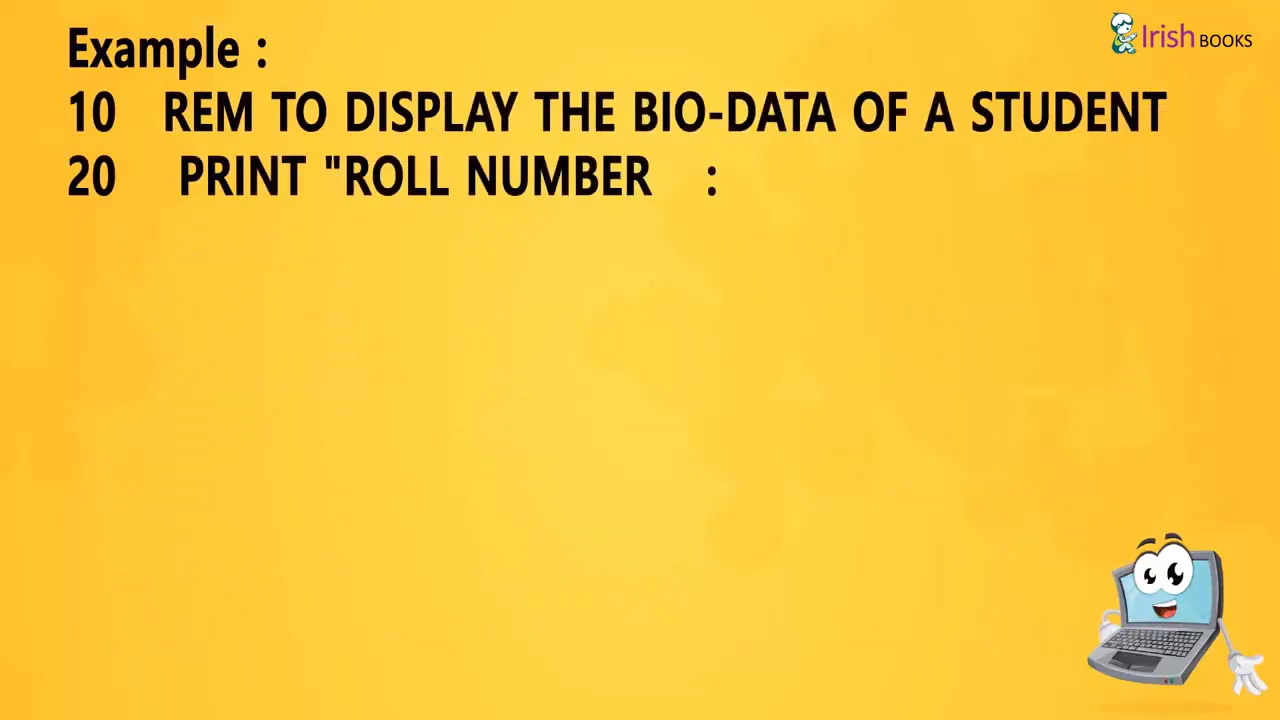 Irish BOOKS
Example :
10 REM TO DISPLAY THE BIO-DATA OF A STUDENT
20 PRINT "ROLL NUMBER :